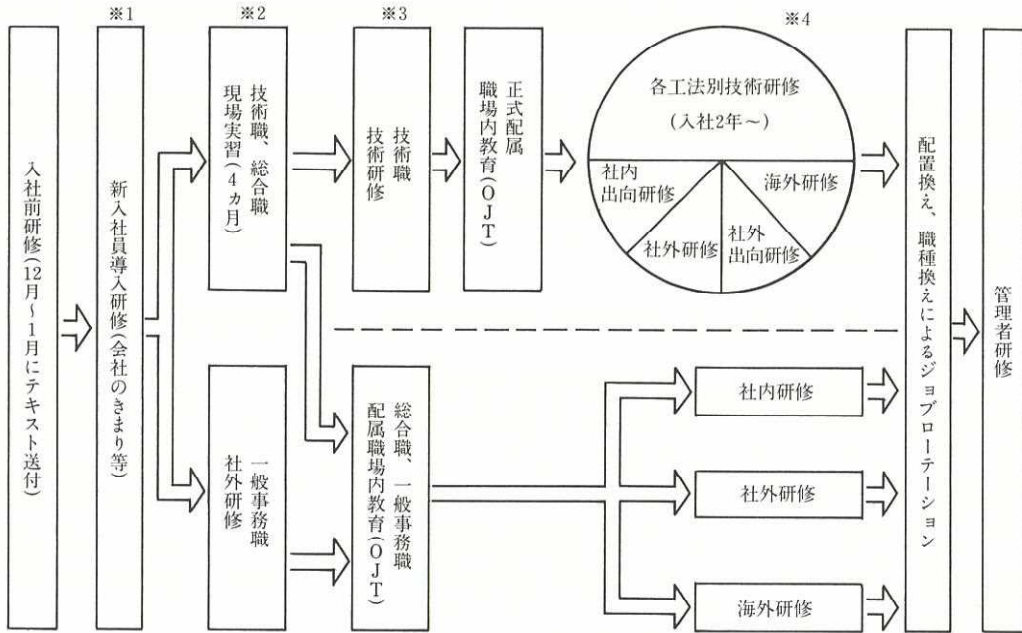 ※1
※2
※3
※4
入社前研修(12月～1月にテキスト送付)
新入社員導入研修(会社のきまり等)
技術職、総合職
現場実習(4ヵ月)
技術職
技術研修
正式配属
職場内教育(OJT)
各工法別技術研修
(入社2年～)
社内
出向研修
社外研修
社外
出向研修
海外研修
一般事務職
社外研修
総合職、一般事務職
配属職場内教育(OJT)
社内研修
社外研修
海外研修
配置換え、職種換えによるジョブローテーション
管理者研修